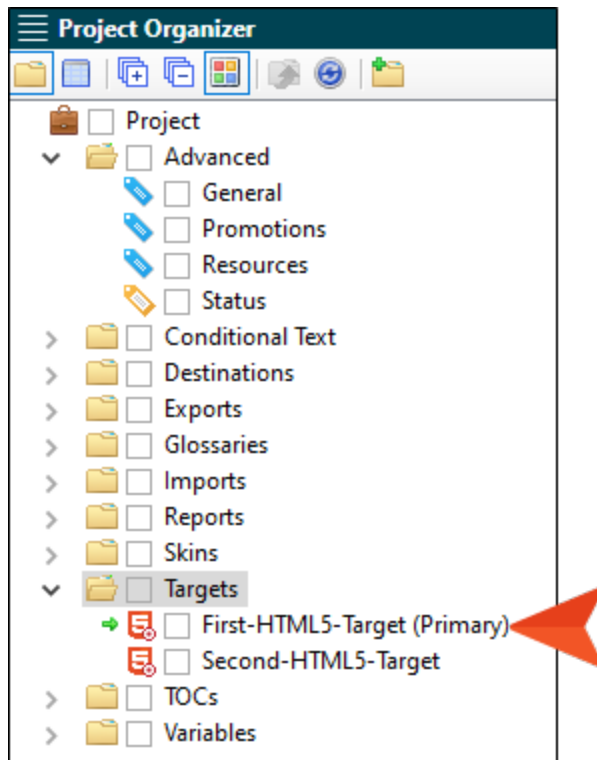 Project Organizer
Project
Advanced
General
Promotions
Resources
Status
Conditional Text
Destinations
Exports
Glossaries
Imports
Reports
Skins
Targets
First-HTML5-Target (Primary)
Second-HTML5-Target
TOCs
Variables